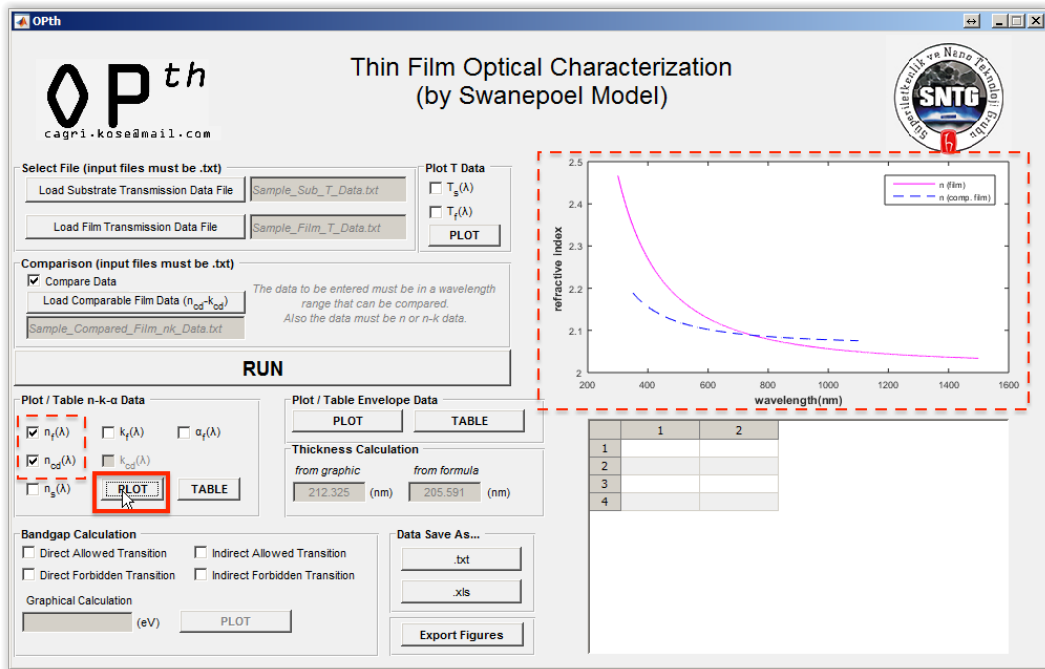 OPth
OP th
cagri.kose@mail.com
Thin Film Optical Characterization
(by Swanepoel Model)
Süperiletkenlik ve Nano Teknoloji Grubu
SNTG
Select File (input files must be .txt)
Load Substrate Transmission Data File
Sample_Sub_T_Data.txt
Load Film Transmission Data File
Sample_Film_T_Data.txt
Plot T Data
Ts(λ)
Tf(λ)
PLOT
Comparison (input files must be .txt)
Compare Data
Load Comparable Film Data (ncd-kcd)
Sample_Compared_Film_nk_Data.txt
The data to be entered must be in a wavelength
range that can be compared.
Also the data must be n or n-k data.
RUN
Plot / Table n-k-α Data
nf(λ) kf(λ) αf(λ)
ncd(λ) kcd(λ)
ns(λ) PLOT TABLE
Plot / Table Envelope Data
PLOT TABLE
Thickness Calculation
from graphic from formula
212.325 (nm) 205.591 (nm)
Bandgap Calculation
Direct Allowed Transition Indirect Allowed Transition
Direct Forbidden Transition Indirect Forbidden Transition
Graphical Calculation
(eV) PLOT
Data Save As...
.txt
.xls
Export Figures
2.5
2.4
2.3
2.2
2.1
2
refractive index
n (film)
n (comp. film)
200 400 600 800 1000 1200 1400 1600
wavelength(nm)
1 2
1
2
3
4